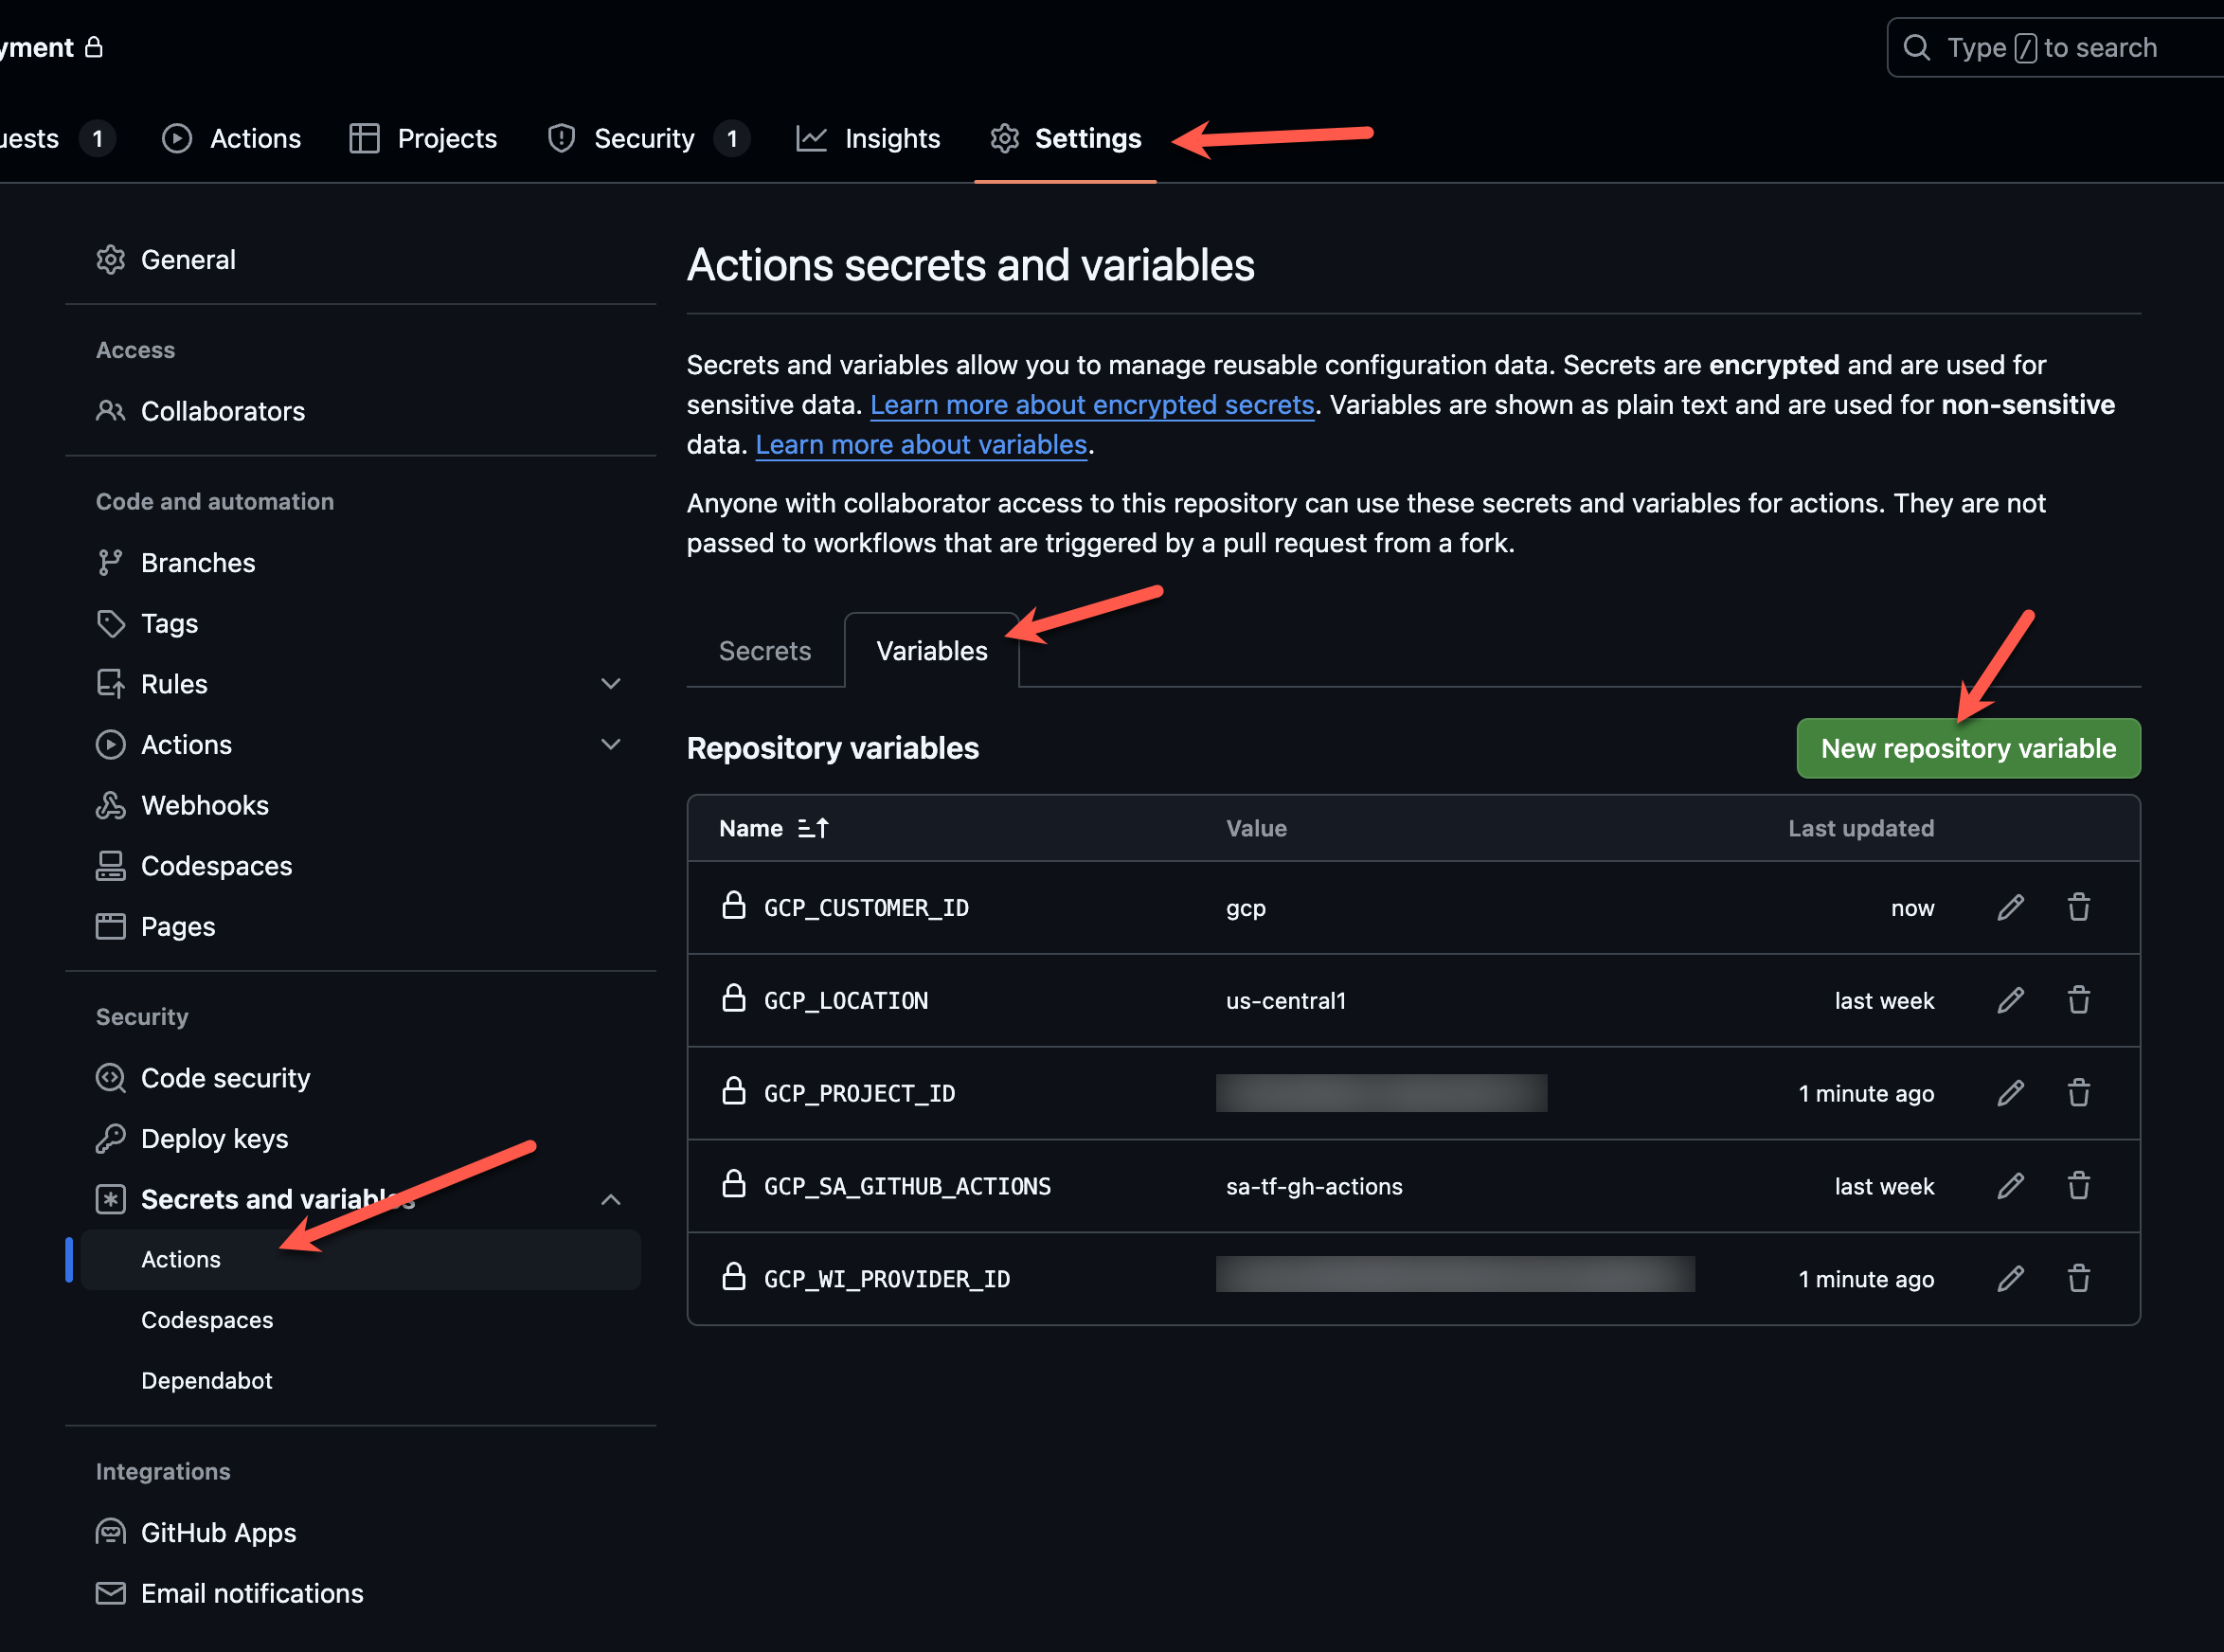 yment
Type / to search
uests 1
Actions
Projects
Security 1
Insights
Settings
General
Access
Collaborators
Code and automation
Branches
Tags
Rules
Actions
Webhooks
Codespaces
Pages
Security
Code security
Deploy keys
Secrets and variables
Actions
Codespaces
Dependabot
Integrations
GitHub Apps
Email notifications
Actions secrets and variables
Secrets and variables allow you to manage reusable configuration data. Secrets are encrypted and are used for
sensitive data. Learn more about encrypted secrets. Variables are shown as plain text and are used for non-sensitive
data. Learn more about variables.
Anyone with collaborator access to this repository can use these secrets and variables for actions. They are not
passed to workflows that are triggered by a pull request from a fork.
Secrets
Variables
Repository variables
New repository variable
Name Value Last updated
GCP_CUSTOMER_ID gcp now
GCP_LOCATION us-central1 last week
GCP_PROJECT_ID 1 minute ago
GCP_SA_GITHUB_ACTIONS sa-tf-gh-actions last week
GCP_WI_PROVIDER_ID 1 minute ago